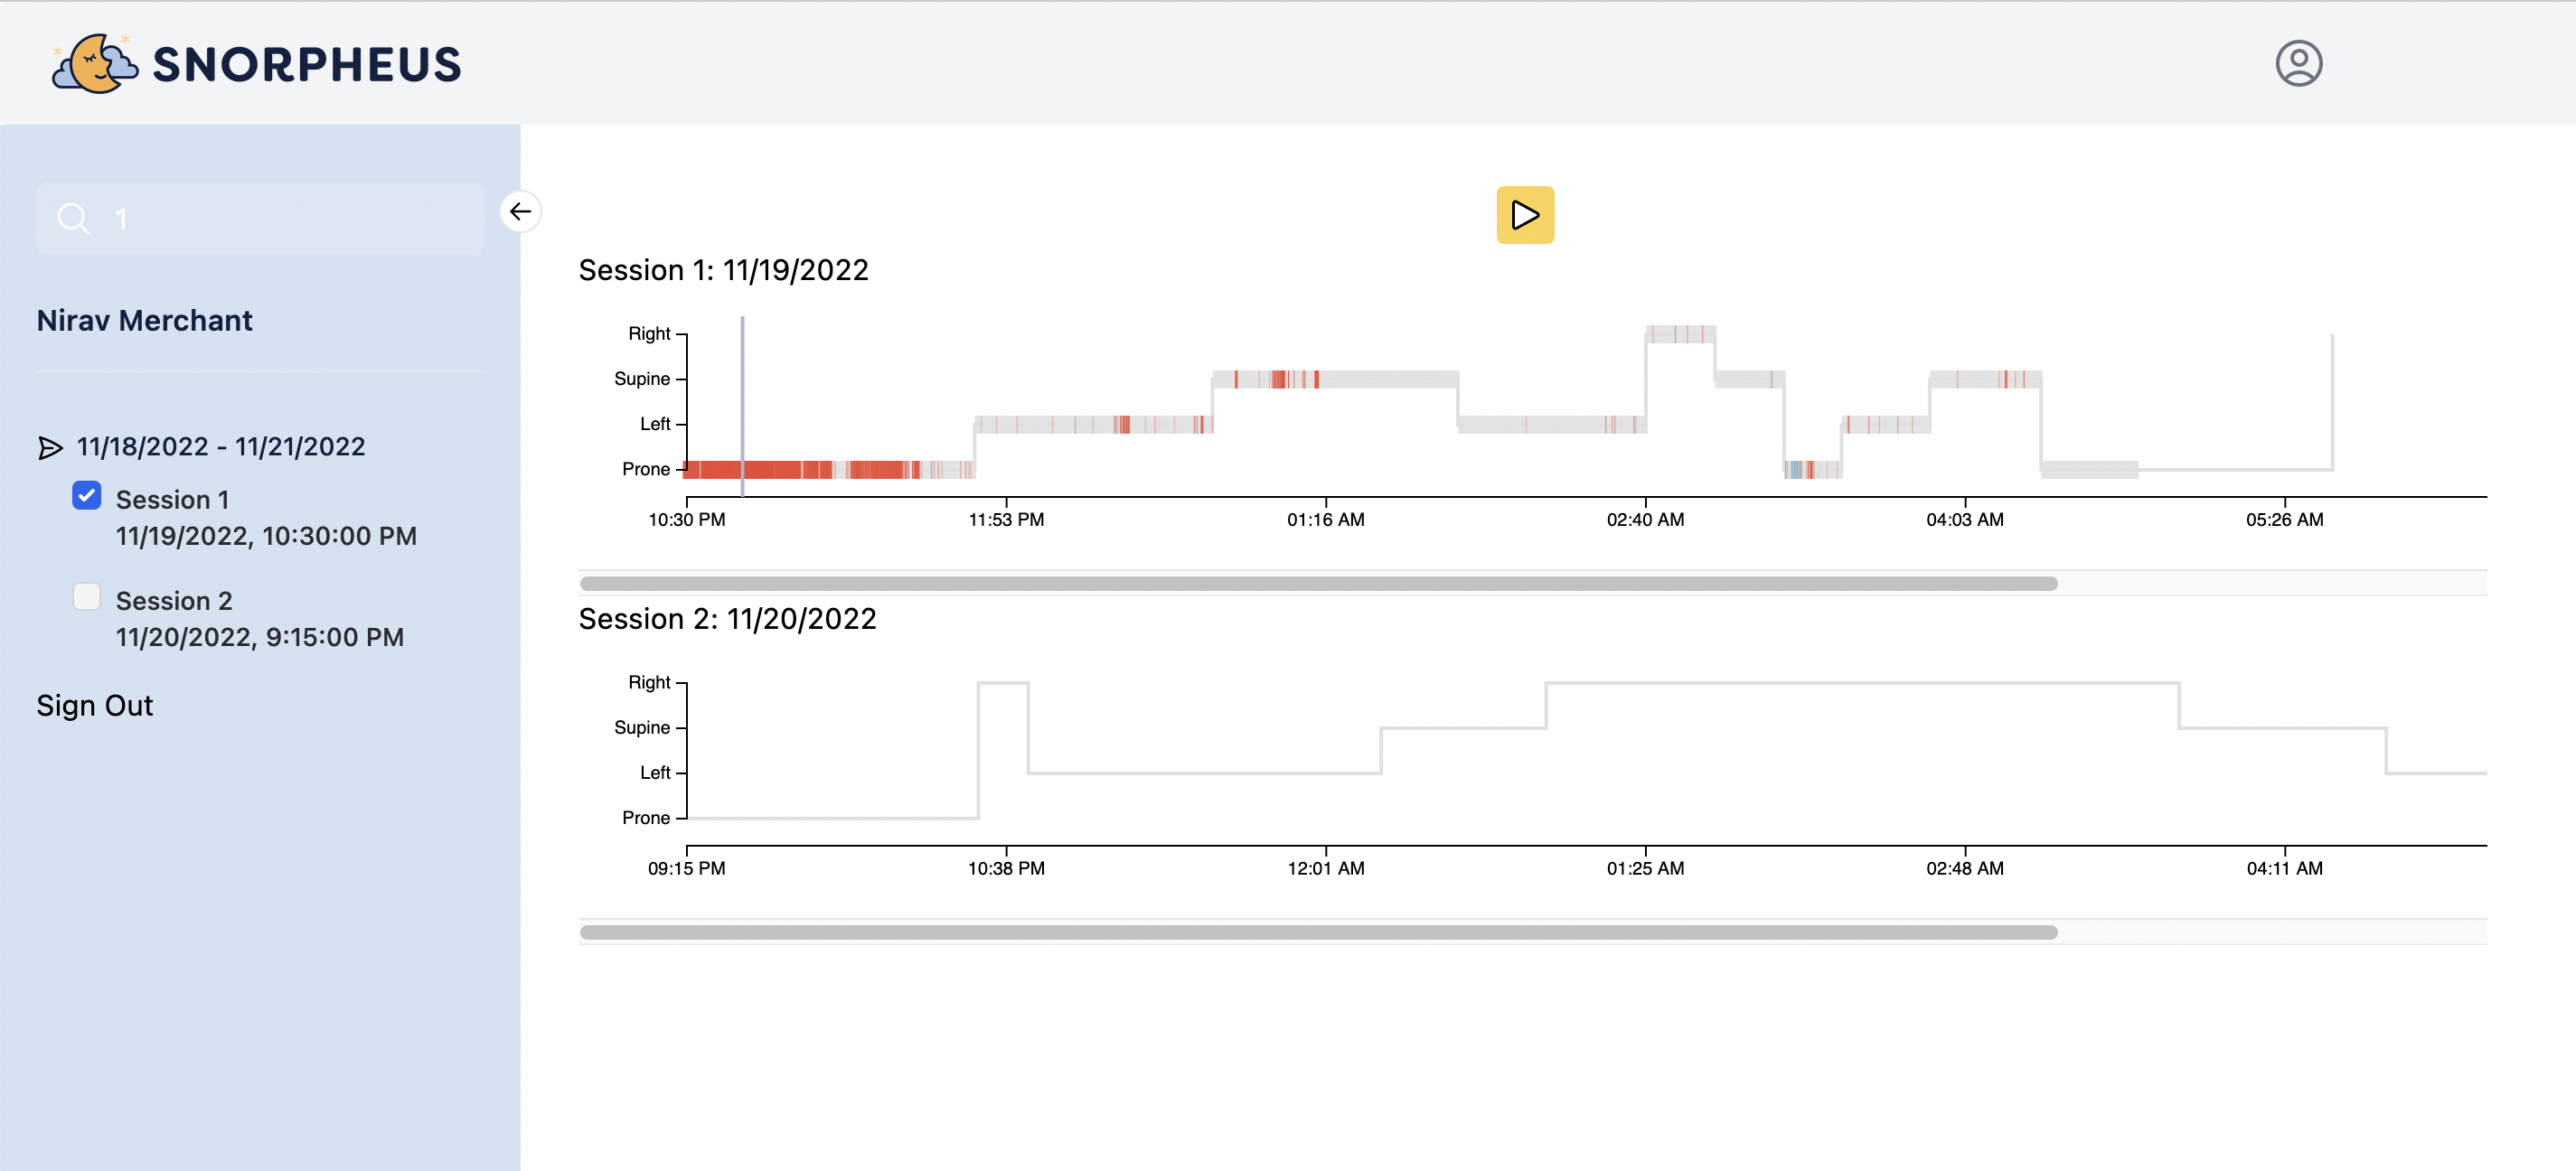 SNORPHEUS
1
Nirav Merchant
11/18/2022 - 11/21/2022
Session 1
11/19/2022, 10:30:00 PM
Session 2
11/20/2022, 9:15:00 PM
Sign Out
Session 1: 11/19/2022
Right
Supine
Left
Prone
10:30 PM 11:53 PM 01:16 AM 02:40 AM 04:03 AM 05:26 AM
Session 2: 11/20/2022
Right
Supine
Left
Prone
09:15 PM 10:38 PM 12:01 AM 01:25 AM 02:48 AM 04:11 AM